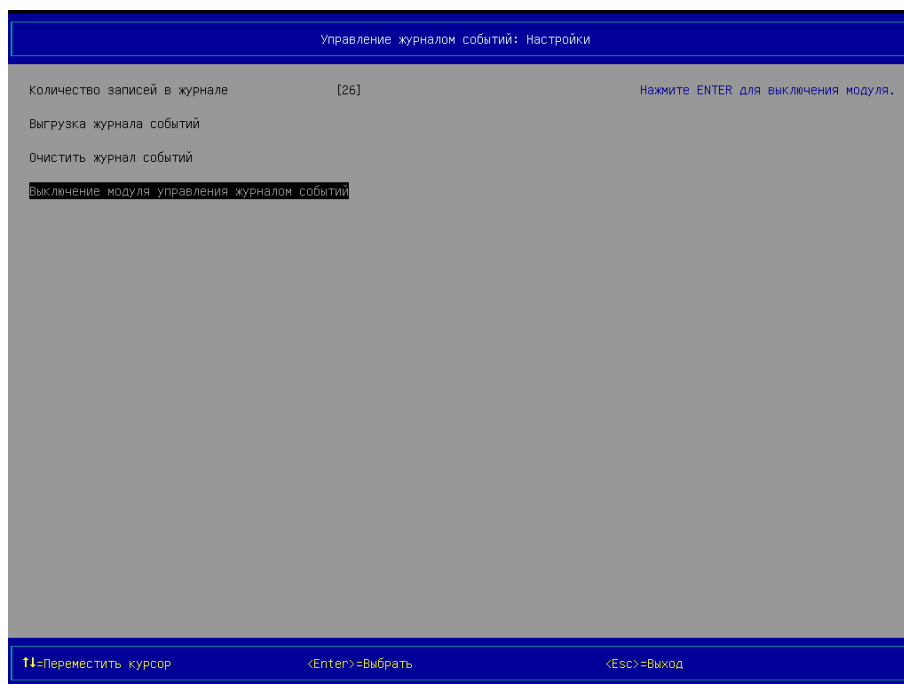 Управление журналом событий: Настройки
Количество записей в журнале [26] Нажмите ENTER для выключения модуля.
Выгрузка журнала событий
Очистить журнал событий
Выключение модуля управления журналом событий
↑↓=Переместить курсор <Enter>=Выбрать <Esc>=Выход